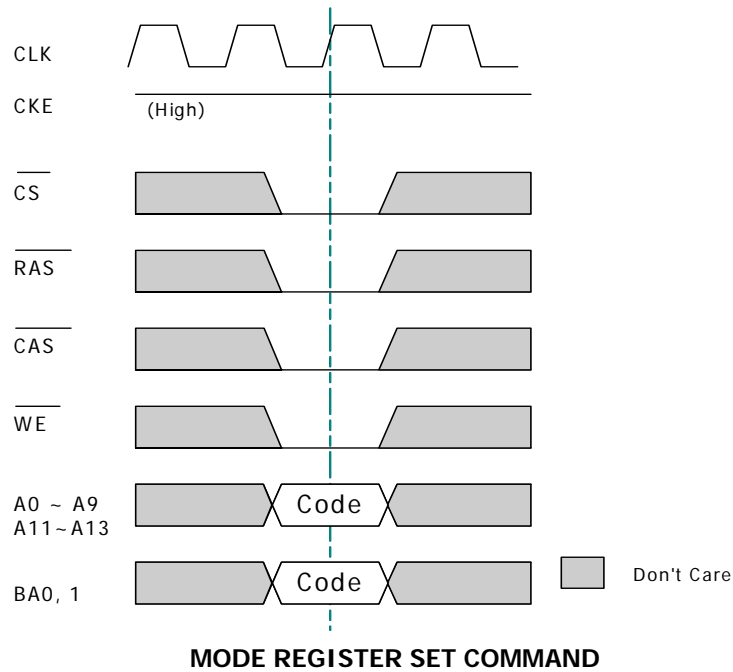 CLK
CKE
(High)
CS
RAS
CAS
WE
A0 ~ A9
A11~A13
Code
BA0, 1
Code
Don't Care
MODE REGISTER SET COMMAND